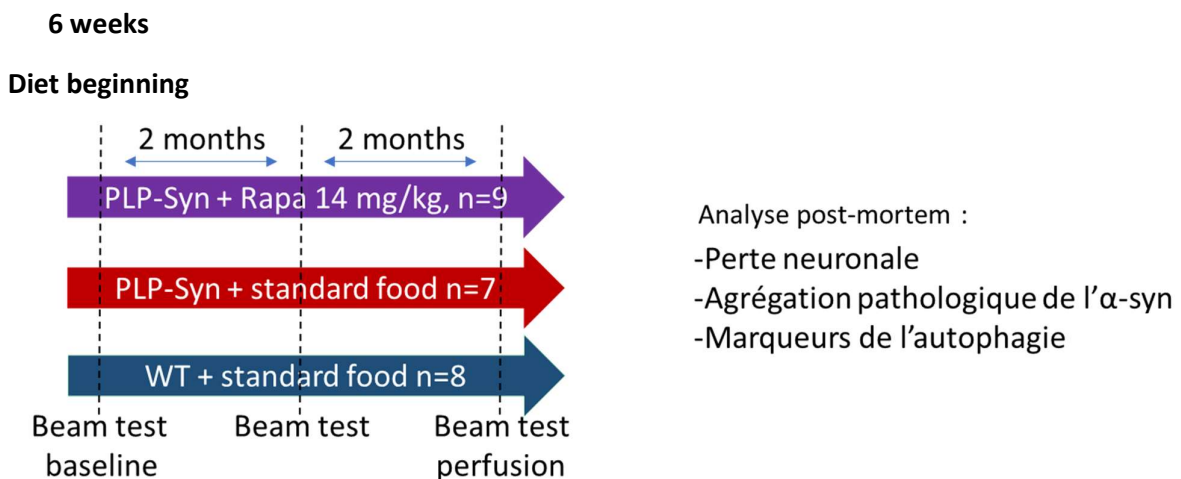 6 weeks
Diet beginning
2 months
2 months
PLP-Syn + Rapa 14 mg/kg, n=9
PLP-Syn + standard food n=7
WT + standard food n=8
Beam test
baseline
Beam test
Beam test
perfusion
Analyse post-mortem :
-Perte neuronale
-Agrégation pathologique de l’α-syn
-Marqueurs de l’autophagie